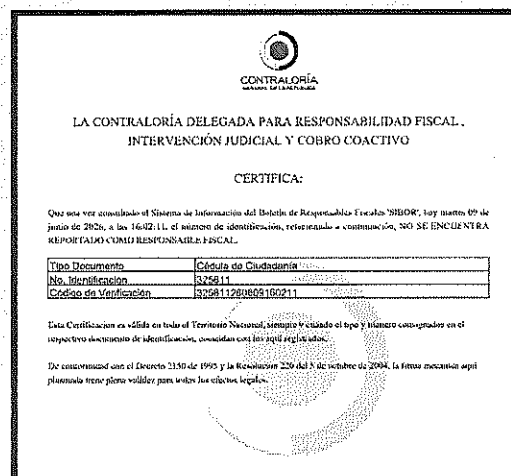 CONTRALORÍA
LA CONTRALORÍA DELEGADA PARA RESPONSABILIDAD FISCAL,
INTERVENCIÓN JUDICIAL Y COBRO COACTIVO
CERTIFICA:
Que una vez consultado el Sistema de Información del Boletín de Responsables Fiscales 'SIBOR', hoy martes 09 de
junio de 2026, a las 16:02:11, el número de identificación, relacionado a continuación, NO SE ENCUENTRA
REPORTADO COMO RESPONSABLE FISCAL.
Tipo Documento Cédula de Ciudadanía
No. Identificación 325811
Código de Verificación 325811260609160211
Esta Certificación es válida en todo el Territorio Nacional, siempre y cuando el tipo y número consignados en el
respectivo documento de identificación, coincidan con los aquí registrados.
De conformidad con el Decreto 2150 de 1995 y la Resolución 220 del 5 de octubre de 2004, la firma mecánica aquí
plasmada tiene plena validez para todos los efectos legales.